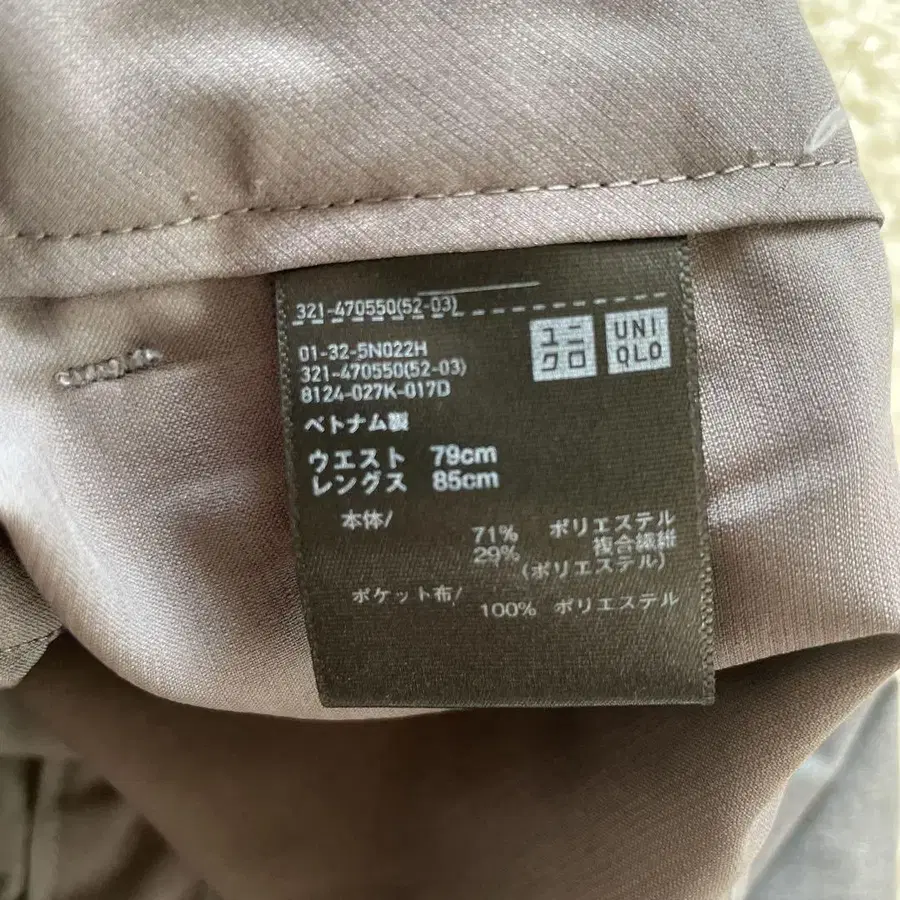 321-470550(52-03)
ユニ
クロ
UNI
QLO
01-32-5N022H
321-470550(52-03)
8124-027K-017D
ベトナム製
ウエスト 79cm
レングス 85cm
本体/
71% ポリエステル
29% 複合繊維
(ポリエステル)
ポケット布/
100% ポリエステル